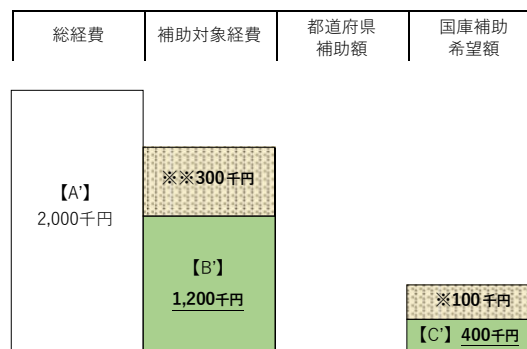 総経費
補助対象経費
都道府県
補助額
国庫補助
希望額
【A’】
2,000千円
※※300千円
【B’】
1,200千円
※100千円
【C’】400千円